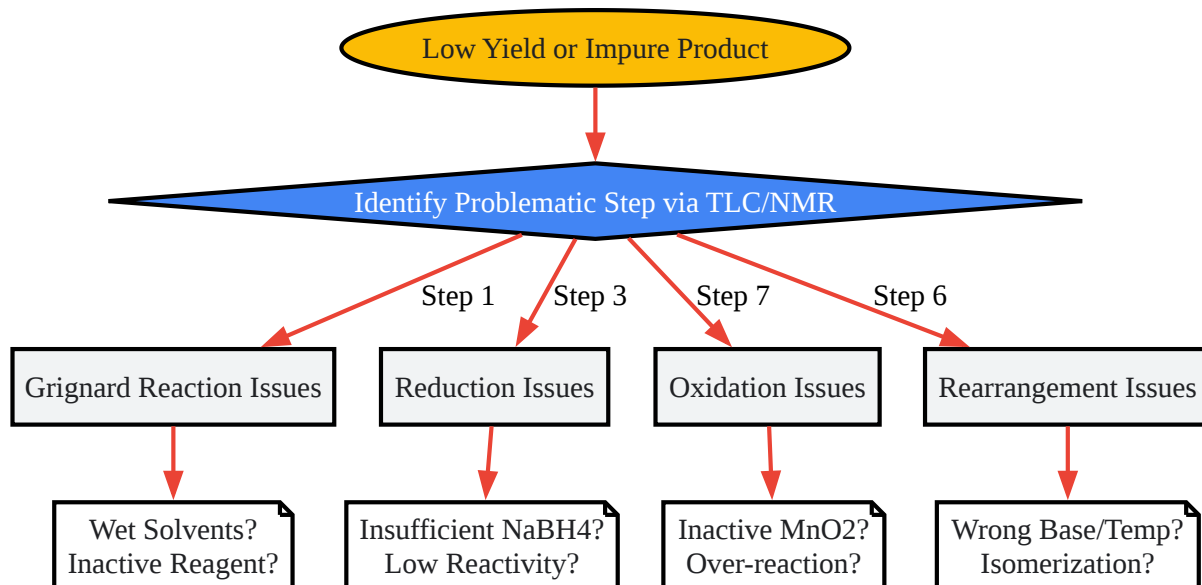 Low Yield or Impure Product
Identify Problematic Step via TLC/NMR
Step 1
Step 3
Step 7
Step 6
Grignard Reaction Issues
Reduction Issues
Oxidation Issues
Rearrangement Issues
Wet Solvents?
Inactive Reagent?
Insufficient NaBH4?
Low Reactivity?
Inactive MnO2?
Over-reaction?
Wrong Base/Temp?
Isomerization?